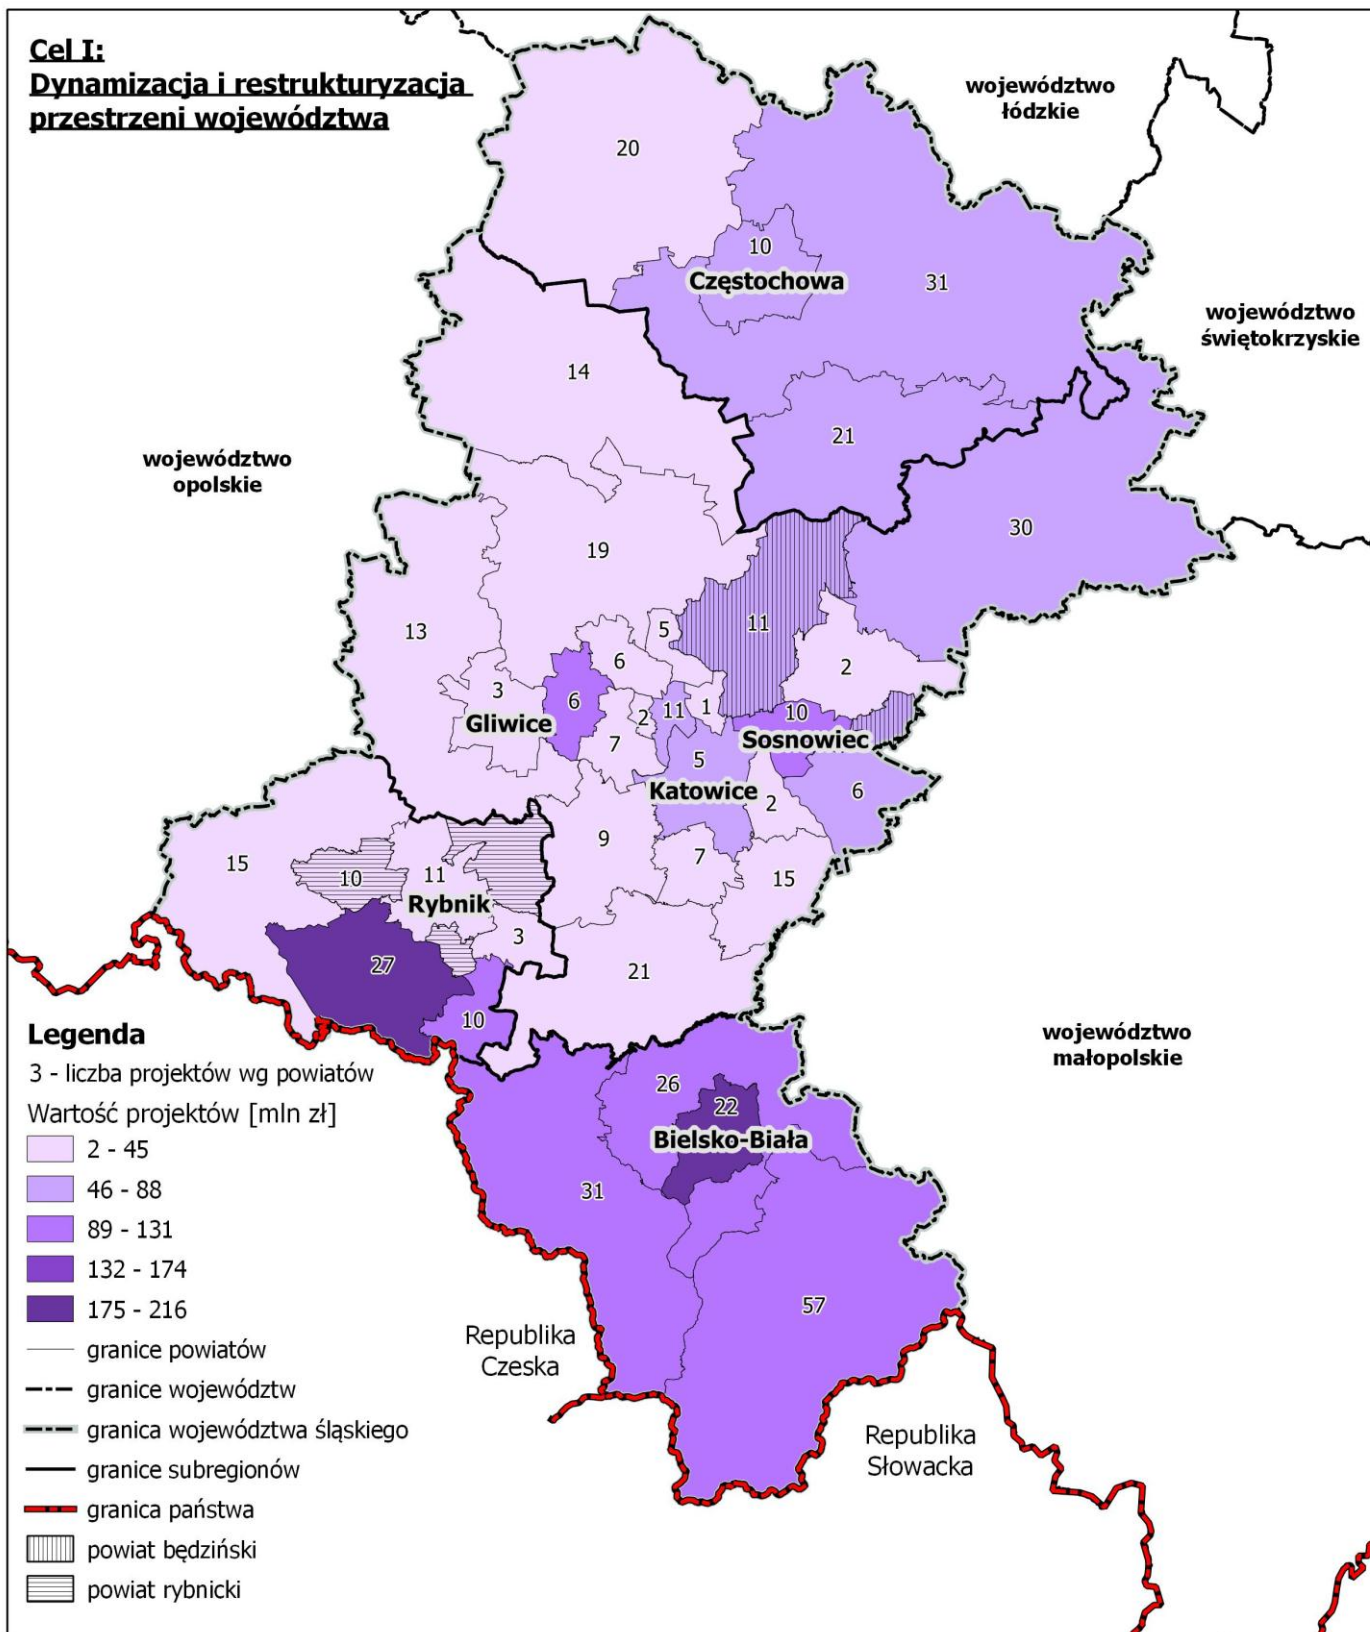 Cel I:
Dynamizacja i restrukturyzacja
przestrzeni województwa
województwo
łódzkie
20
10
Częstochowa
31
województwo
świętokrzyskie
14
21
województwo
opolskie
30
19
13
11
5
6
2
3
6
2
11
1
10
Gliwice
Sosnowiec
7
5
Katowice
2
6
9
7
15
15
10
11
Rybnik
3
27
21
10
województwo
małopolskie
26
22
Bielsko-Biała
31
57
Republika
Czeska
Republika
Słowacka
Legenda
3 - liczba projektów wg powiatów
Wartość projektów [mln zł]
2 - 45
46 - 88
89 - 131
132 - 174
175 - 216
granice powiatów
granice województw
granica województwa śląskiego
granice subregionów
granica państwa
powiat będziński
powiat rybnicki